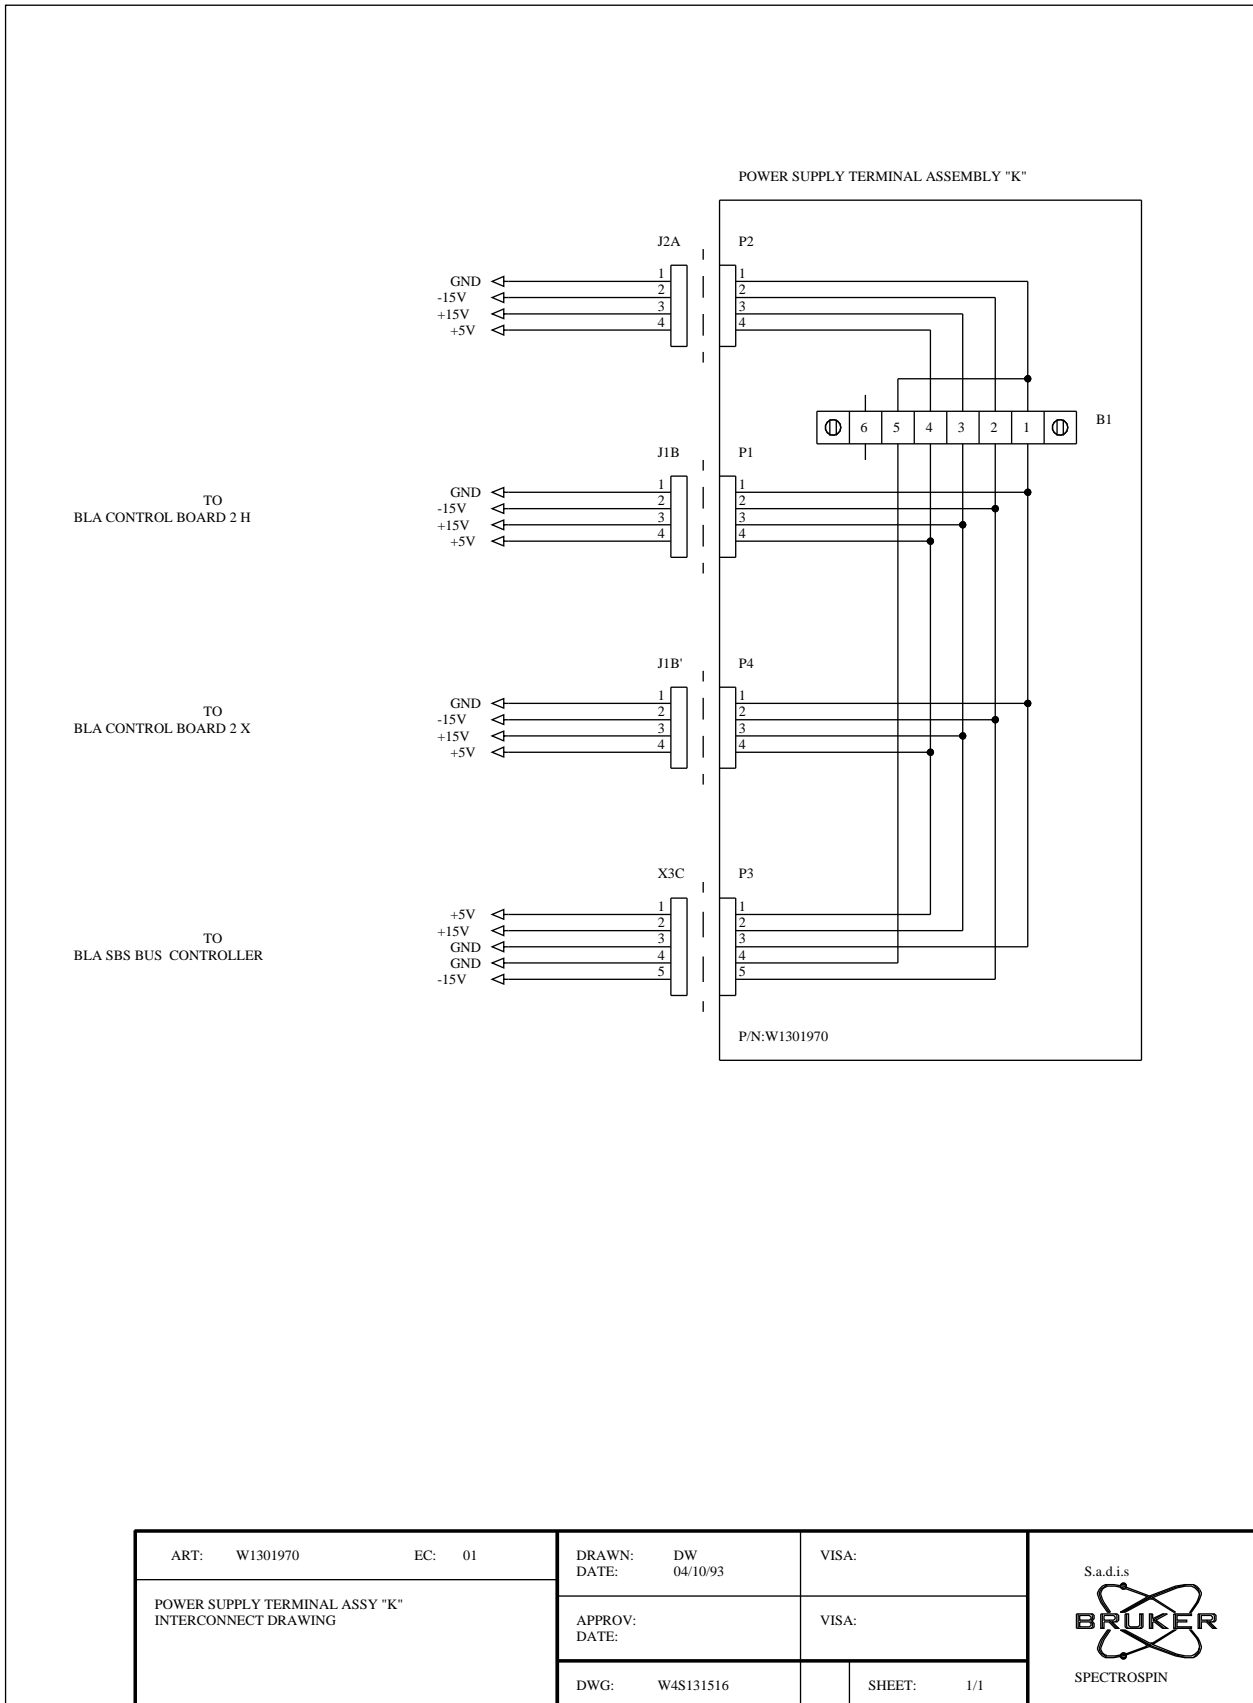 POWER SUPPLY TERMINAL ASSEMBLY "K"
J2A P2
GND 1 1
-15V 2 2
+15V 3 3
+5V 4 4
6 5 4 3 2 1 B1
J1B P1
TO
BLA CONTROL BOARD 2 H
GND 1 1
-15V 2 2
+15V 3 3
+5V 4 4
J1B' P4
TO
BLA CONTROL BOARD 2 X
GND 1 1
-15V 2 2
+15V 3 3
+5V 4 4
X3C P3
TO
BLA SBS BUS CONTROLLER
+5V 1 1
+15V 2 2
GND 3 3
GND 4 4
-15V 5 5
P/N:W1301970
ART: W1301970 EC: 01
POWER SUPPLY TERMINAL ASSY "K"
INTERCONNECT DRAWING
DRAWN: DW
DATE: 04/10/93
VISA:
APPROV:
DATE:
VISA:
DWG: W4S131516
SHEET: 1/1
S.a.d.i.s
BRUKER
SPECTROSPIN